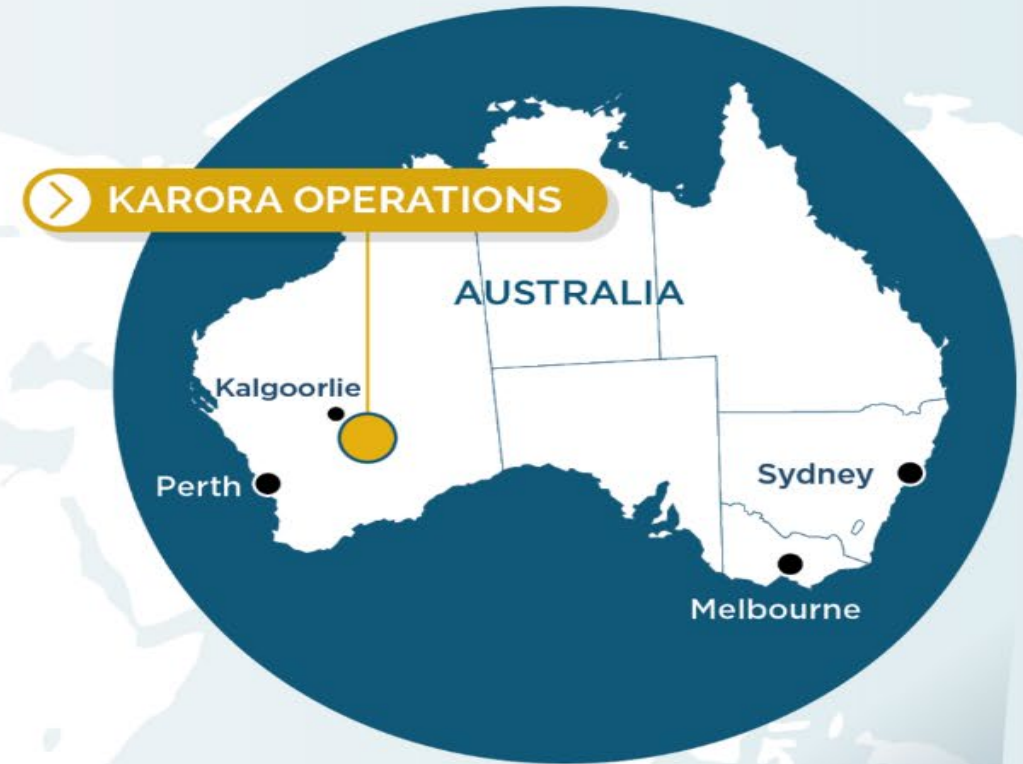 KARORA OPERATIONS
AUSTRALIA
Kalgoorlie
Perth
Sydney
Melbourne